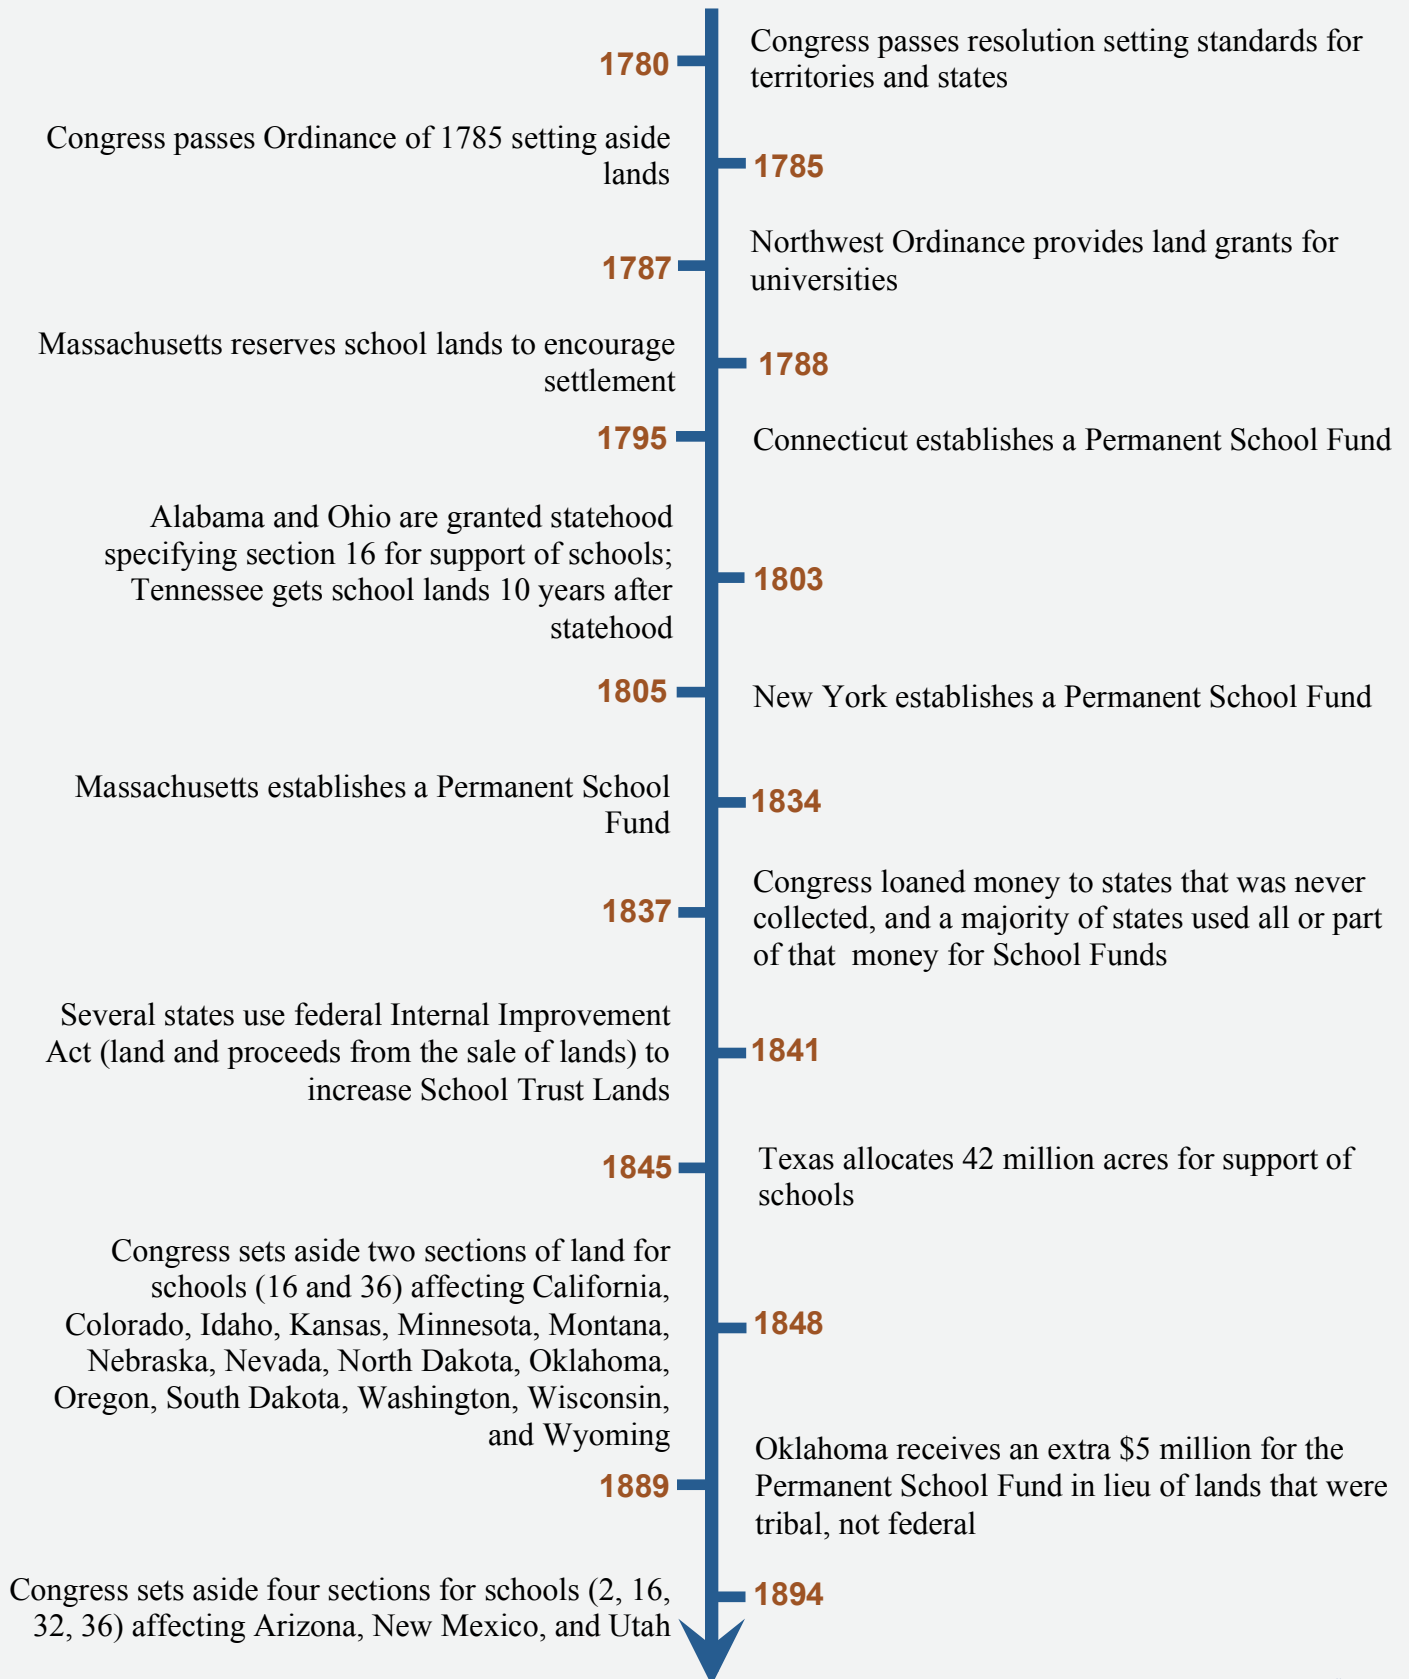 1780
Congress passes resolution setting standards for
territories and states
Congress passes Ordinance of 1785 setting aside
lands
1785
1787
Northwest Ordinance provides land grants for
universities
Massachusetts reserves school lands to encourage
settlement
1788
1795
Connecticut establishes a Permanent School Fund
Alabama and Ohio are granted statehood
specifying section 16 for support of schools;
Tennessee gets school lands 10 years after
statehood
1803
1805
New York establishes a Permanent School Fund
Massachusetts establishes a Permanent School
Fund
1834
1837
Congress loaned money to states that was never
collected, and a majority of states used all or part
of that  money for School Funds
Several states use federal Internal Improvement
Act (land and proceeds from the sale of lands) to
increase School Trust Lands
1841
1845
Texas allocates 42 million acres for support of
schools
Congress sets aside two sections of land for
schools (16 and 36) affecting California,
Colorado, Idaho, Kansas, Minnesota, Montana,
Nebraska, Nevada, North Dakota, Oklahoma,
Oregon, South Dakota, Washington, Wisconsin,
and Wyoming
1848
1889
Oklahoma receives an extra $5 million for the
Permanent School Fund in lieu of lands that were
tribal, not federal
Congress sets aside four sections for schools (2, 16,
32, 36) affecting Arizona, New Mexico, and Utah
1894